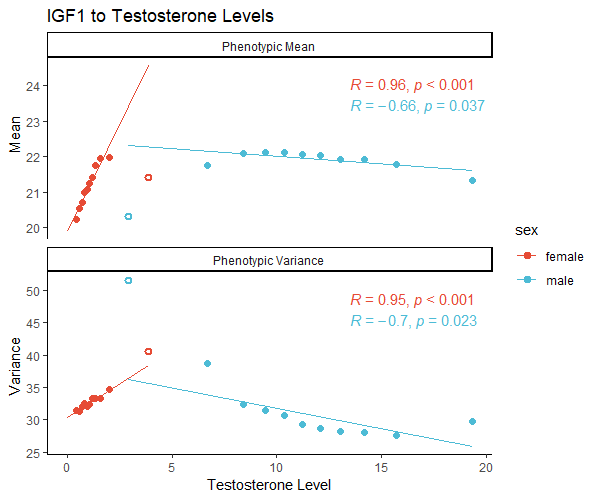 IGF1 to Testosterone Levels
Phenotypic Mean
24
23
22
21
20
Mean
R = 0.96, p < 0.001
R = −0.66, p = 0.037
Phenotypic Variance
50
45
40
35
30
25
Variance
R = 0.95, p < 0.001
R = −0.7, p = 0.023
0 5 10 15 20
Testosterone Level
sex
female
male